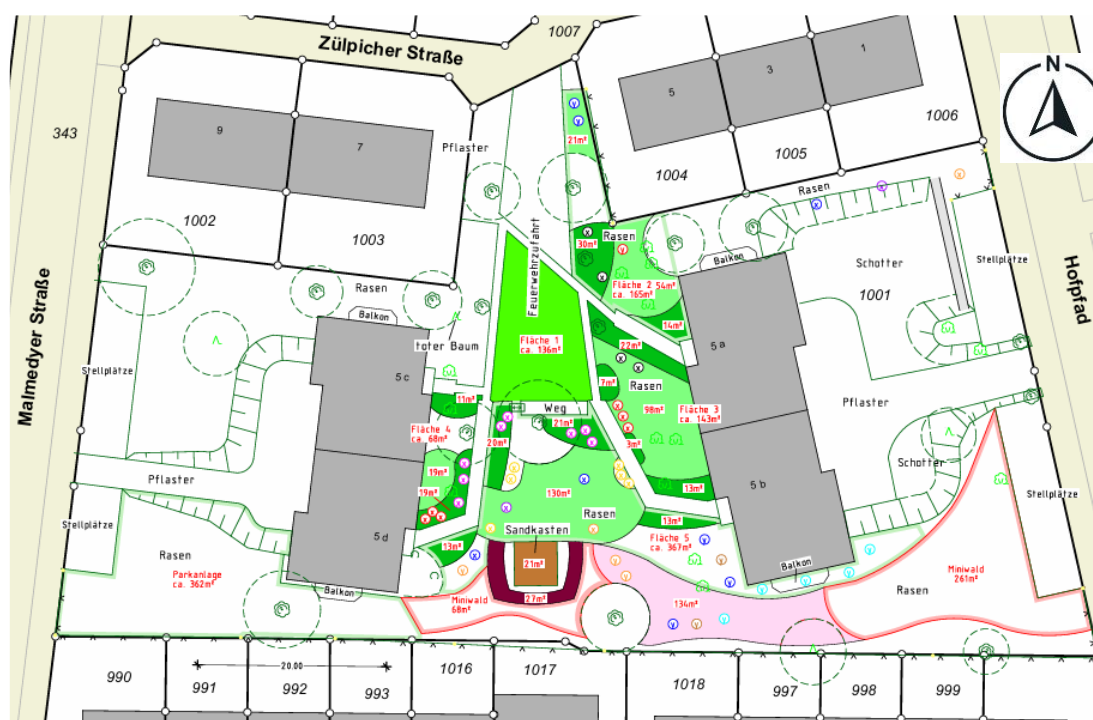 1007
Zülpicher Straße
N
1
3
5
343
9
7
Pflaster
21m²
1006
1005
1004
Rasen
1002
1003
Feuerwehrzufahrt
30m²
Rasen
Balkon
Schotter
1001
Stellplätze
Hofpfad
Malmedyer Straße
Rasen
Balkon
Fläche 2
ca. 165m²
54m²
14m²
toter Baum
Fläche 1
ca. 136m²
22m²
5a
Stellplätze
5c
7m²
Rasen
11m²
Weg
98m²
Fläche 3
ca. 143m²
Pflaster
Fläche 4
ca. 68m²
20m²
21m²
3m²
19m²
19m²
130m²
13m²
Schotter
5b
Pflaster
Stellplätze
Rasen
13m²
Stellplätze
5d
13m²
Sandkasten
Fläche 5
ca. 367m²
Rasen
Parkanlage
ca. 362m²
21m²
Balkon
Miniwald
261m²
Rasen
Balkon
Miniwald
68m²
27m²
134m²
20.00
990
991
992
993
1016
1017
1018
997
998
999